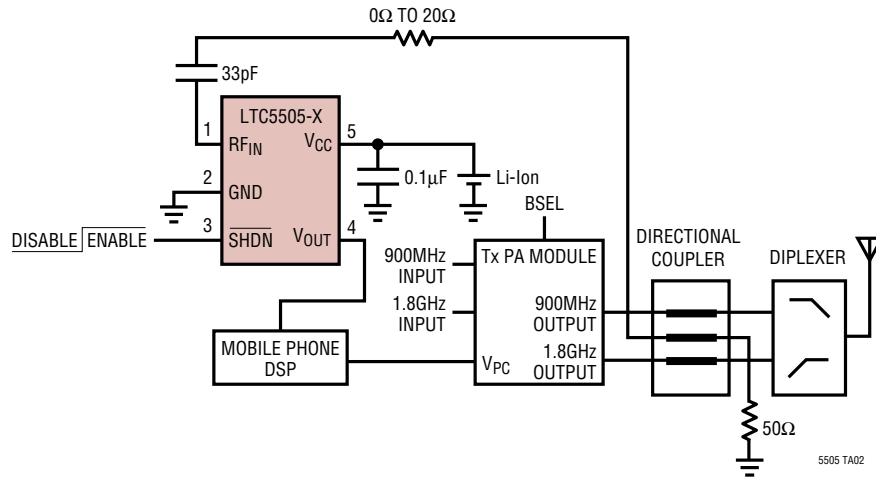 0Ω TO 20Ω
33pF
LTC5505-X
1
RFIN
VCC
5
2
GND
0.1µF
Li-Ion
3
SHDN
VOUT
4
DISABLE ENABLE
BSEL
Tx PA MODULE
900MHz
INPUT
1.8GHz
INPUT
900MHz
OUTPUT
1.8GHz
OUTPUT
VPC
MOBILE PHONE
DSP
DIRECTIONAL
COUPLER
DIPLEXER
50Ω
5505 TA02